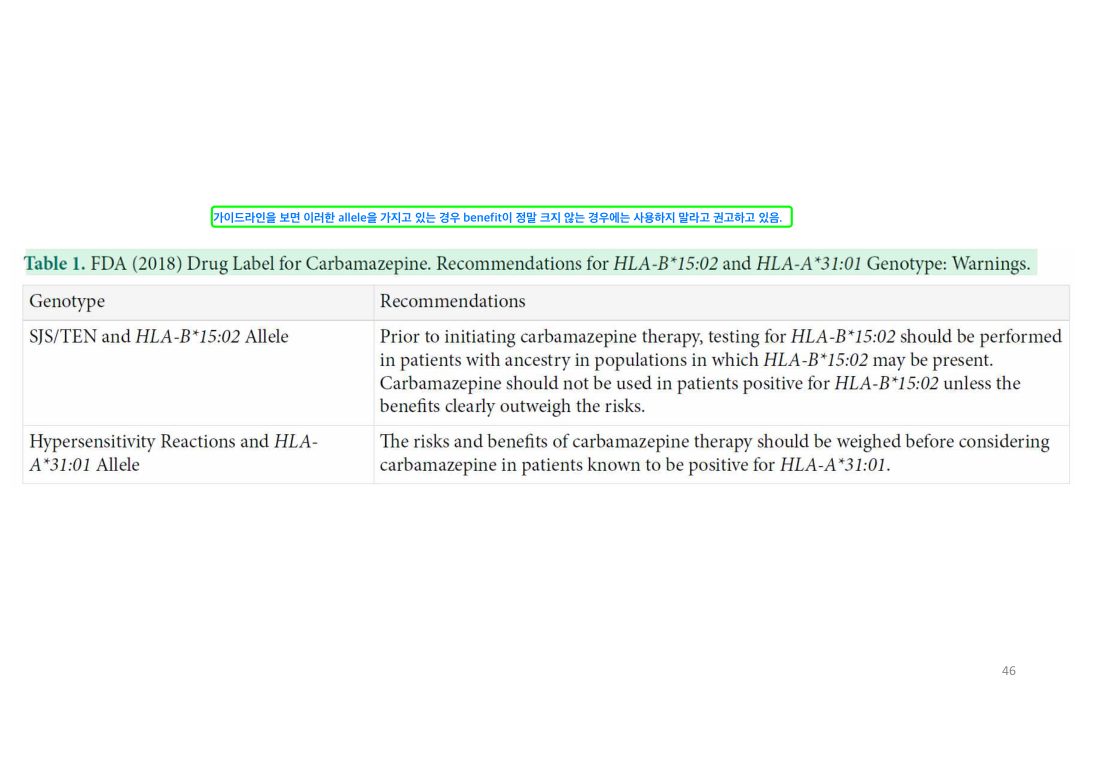 가이드라인을 보면 이러한 allele을 가지고 있는 경우 benefit이 정말 크지 않는 경우에는 사용하지 말라고 권고하고 있음.
Table 1. FDA (2018) Drug Label for Carbamazepine. Recommendations for HLA-B*15:02 and HLA-A*31:01 Genotype: Warnings.
Genotype
Recommendations
SJS/TEN and HLA-B*15:02 Allele
Prior to initiating carbamazepine therapy, testing for HLA-B*15:02 should be performed
in patients with ancestry in populations in which HLA-B*15:02 may be present.
Carbamazepine should not be used in patients positive for HLA-B*15:02 unless the
benefits clearly outweigh the risks.
Hypersensitivity Reactions and HLA-
A*31:01 Allele
The risks and benefits of carbamazepine therapy should be weighed before considering
carbamazepine in patients known to be positive for HLA-A*31:01.
46